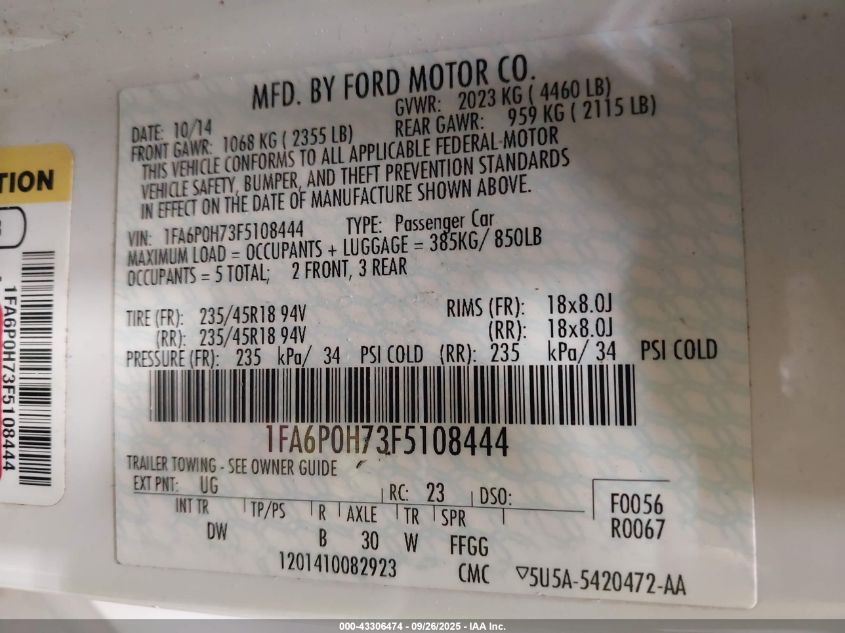 MFD. BY FORD MOTOR CO.
DATE: 10/14 GVWR: 2023 KG ( 4460 LB)
FRONT GAWR: 1068 KG ( 2355 LB) REAR GAWR: 959 KG ( 2115 LB)
THIS VEHICLE CONFORMS TO ALL APPLICABLE FEDERAL MOTOR
VEHICLE SAFETY, BUMPER, AND THEFT PREVENTION STANDARDS
IN EFFECT ON THE DATE OF MANUFACTURE SHOWN ABOVE.
VIN: 1FA6P0H73F5108444 TYPE: Passenger Car
MAXIMUM LOAD = OCCUPANTS + LUGGAGE = 385KG/ 850LB
OCCUPANTS = 5 TOTAL; 2 FRONT, 3 REAR
TIRE (FR): 235/45R18 94V RIMS (FR): 18x8.0J
(RR): 235/45R18 94V (RR): 18x8.0J
PRESSURE (FR): 235 kPa/ 34 PSI COLD (RR): 235 kPa/ 34 PSI COLD
1FA6P0H73F5108444
TRAILER TOWING - SEE OWNER GUIDE
EXT PNT: UG RC: 23 DSO:
INT TR TP/PS R AXLE TR SPR
DW B 30 W FFGG
F0056
R0067
1201410082923 CMC 5U5A-5420472-AA
TION
1FA6P0H73F5108444
000-43306474 - 09/26/2025 - IAA Inc.